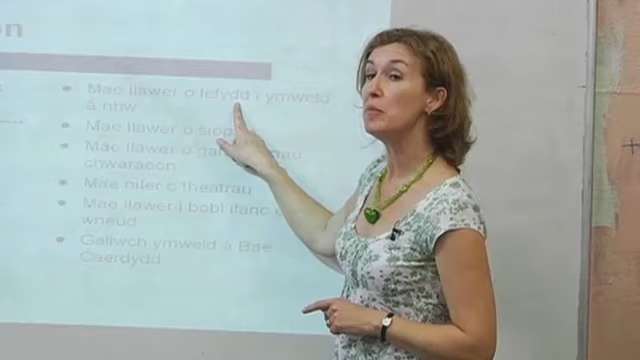 on
Mae llawer o lefydd i ymweld
â nhw
Mae llawer o siop
Mae llawer o
chwaraeon
Mae nifer o theatrau
Mae llawer i bobl ifanc i
wneud
Gallwch ymweld â Bae
Caerdydd